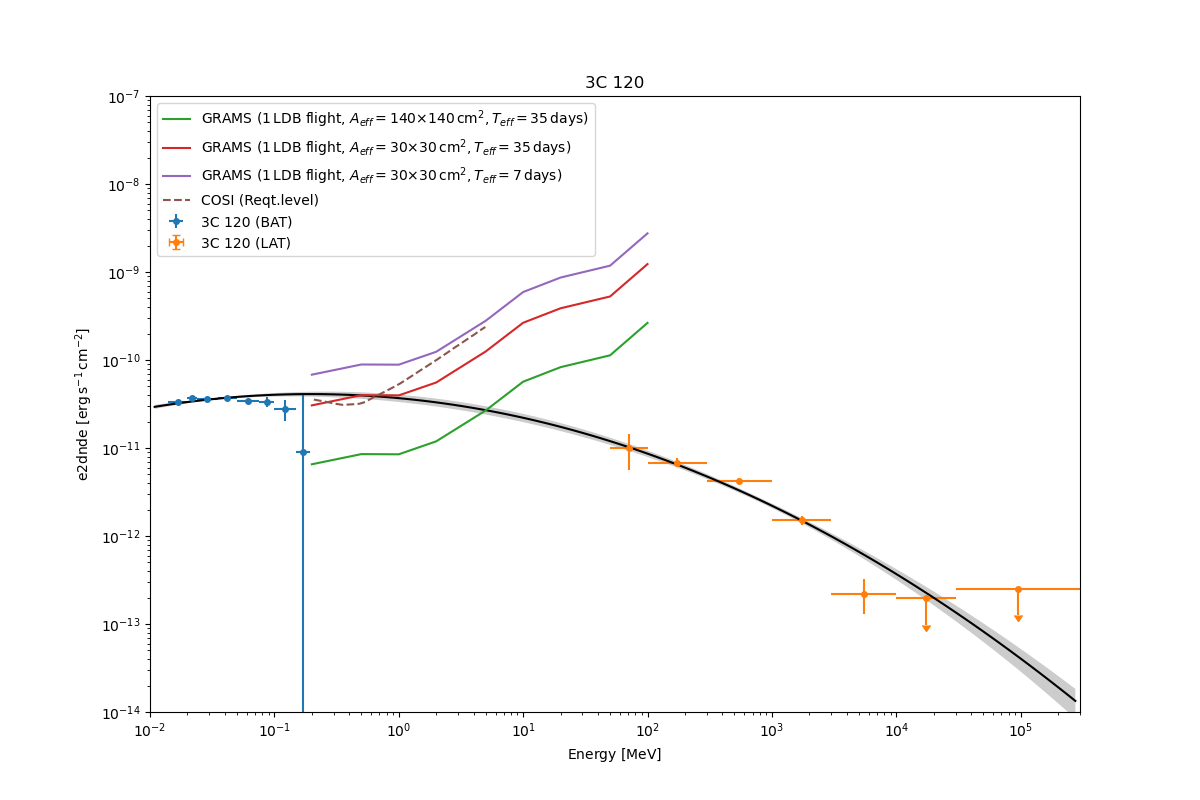 3C 120
GRAMS (1 LDB flight, A_eff = 140×140 cm², T_eff = 35 days)
GRAMS (1 LDB flight, A_eff = 30×30 cm², T_eff = 35 days)
GRAMS (1 LDB flight, A_eff = 30×30 cm², T_eff = 7 days)
COSI (Reqt.level)
3C 120 (BAT)
3C 120 (LAT)
10⁻⁷
10⁻⁸
10⁻⁹
10⁻¹⁰
10⁻¹¹
10⁻¹²
10⁻¹³
10⁻¹⁴
e2dnde [erg s⁻¹ cm⁻²]
10⁻² 10⁻¹ 10⁰ 10¹ 10² 10³ 10⁴ 10⁵
Energy [MeV]